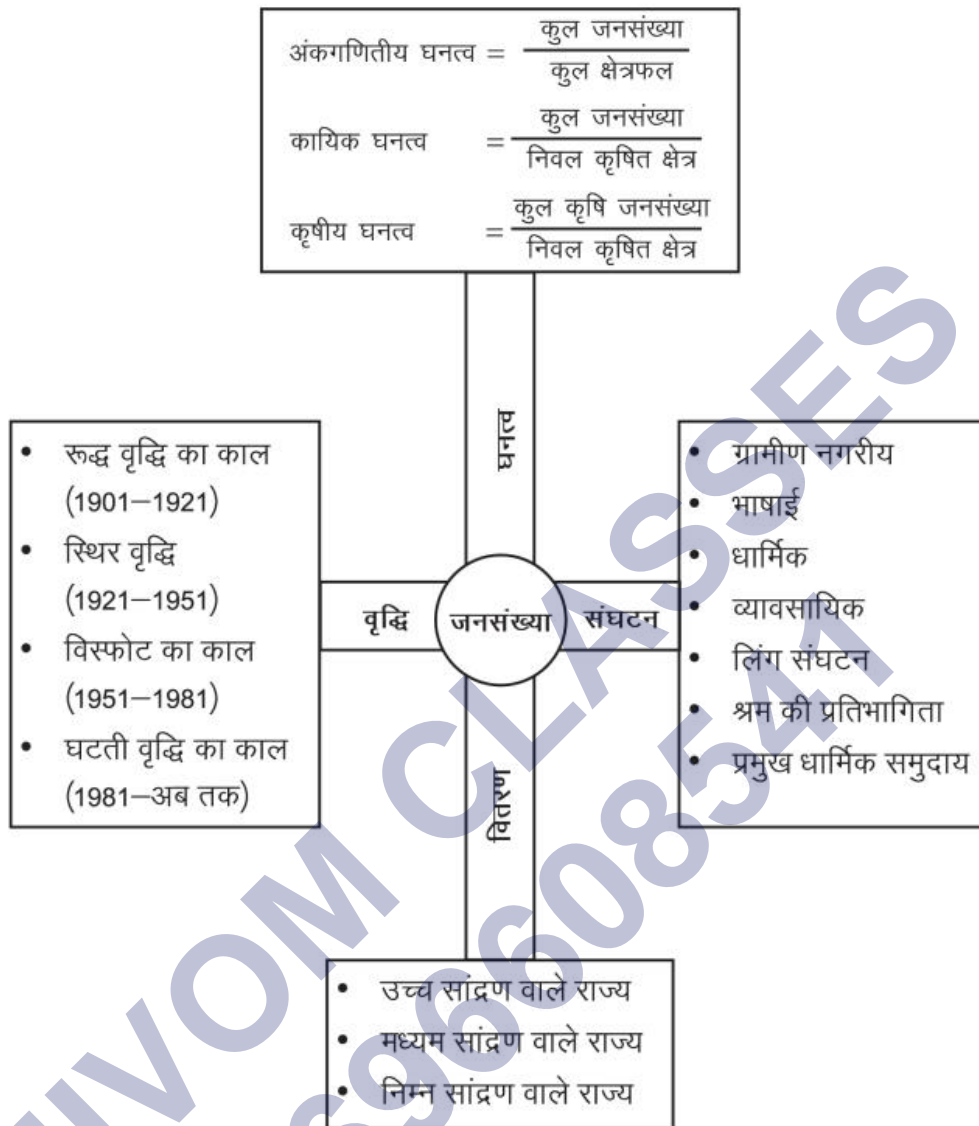 अंकगणितीय घनत्व = कुल जनसंख्या
कुल क्षेत्रफल
कायिक घनत्व = कुल जनसंख्या
निवल कृषित क्षेत्र
कृषीय घनत्व = कुल कृषि जनसंख्या
निवल कृषित क्षेत्र
घनत्व
• रूद्ध वृद्धि का काल
(1901–1921)
• स्थिर वृद्धि
(1921–1951)
• विस्फोट का काल
(1951–1981)
• घटती वृद्धि का काल
(1981–अब तक)
वृद्धि
जनसंख्या
संघटन
• ग्रामीण नगरीय
• भाषाई
• धार्मिक
• व्यावसायिक
• लिंग संघटन
• श्रम की प्रतिभागिता
• प्रमुख धार्मिक समुदाय
वितरण
• उच्च सांद्रण वाले राज्य
• मध्यम सांद्रण वाले राज्य
• निम्न सांद्रण वाले राज्य
CLASSES